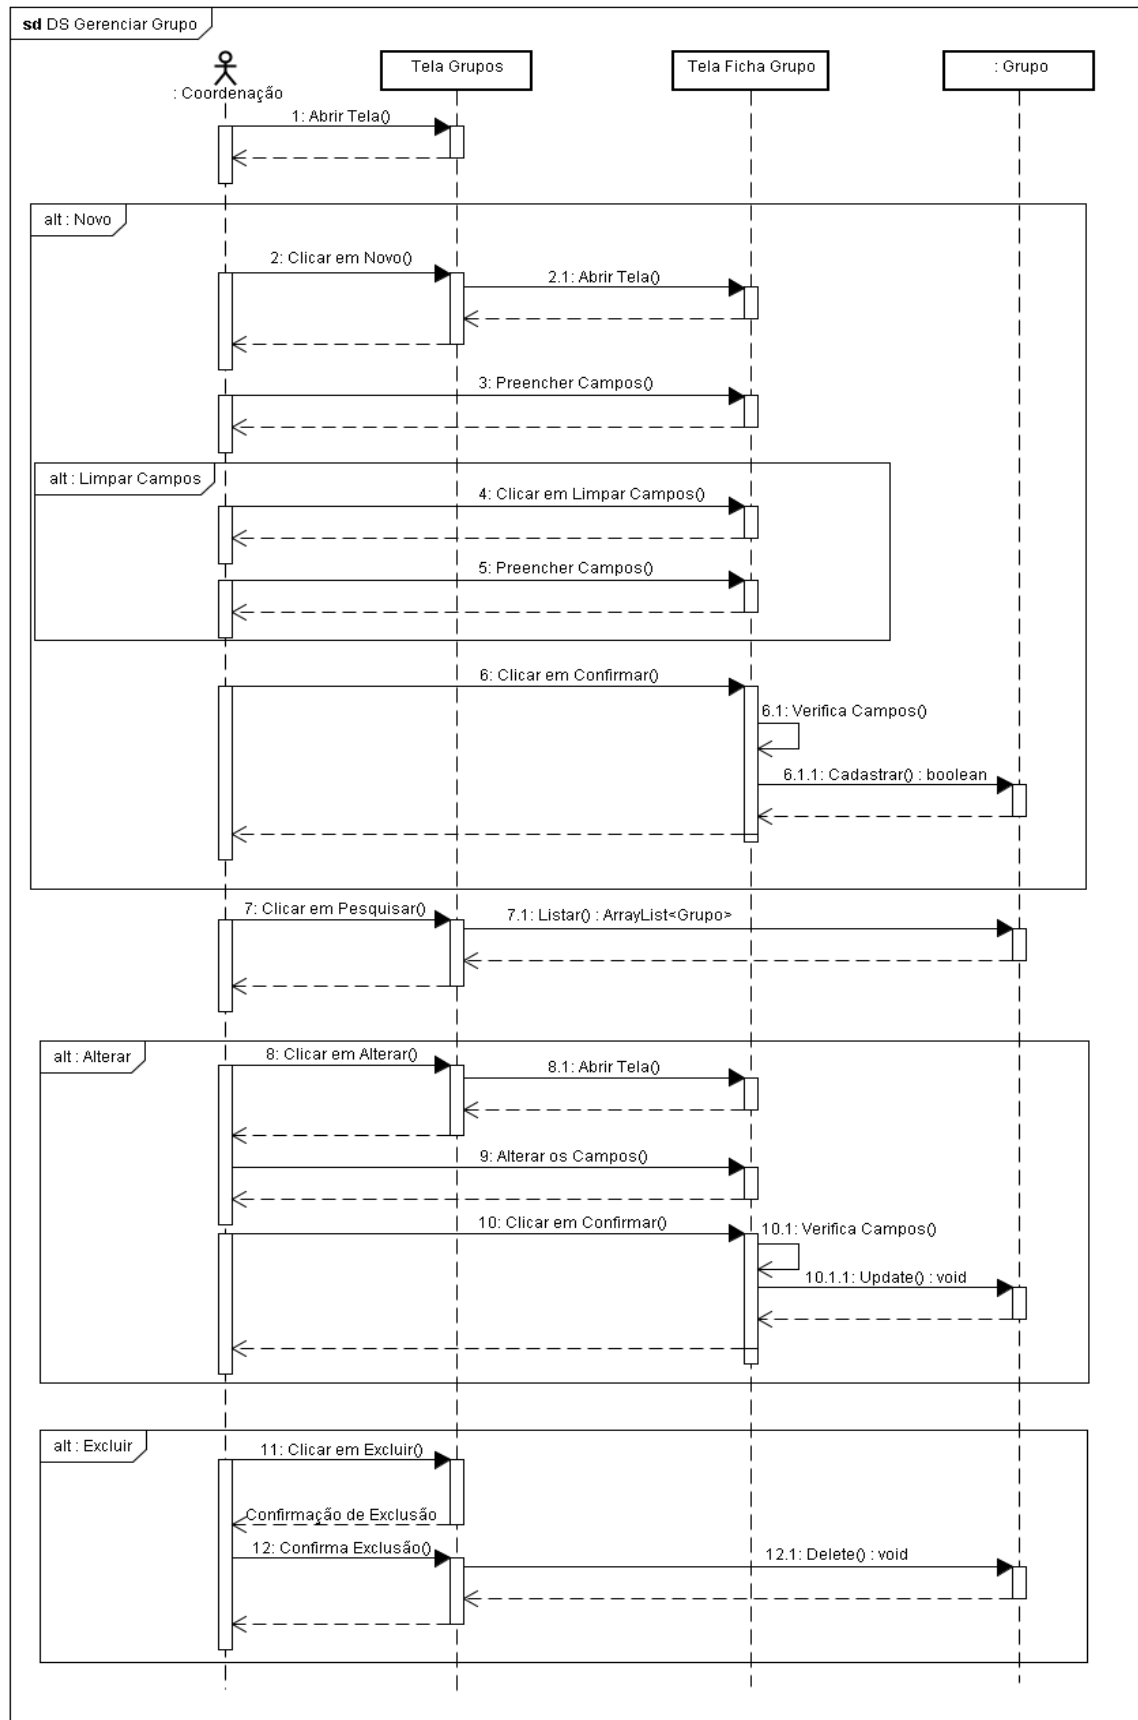 sd DS Gerenciar Grupo
: Coordenação
Tela Grupos
Tela Ficha Grupo
: Grupo
1: Abrir Tela()
alt : Novo
2: Clicar em Novo()
2.1: Abrir Tela()
3: Preencher Campos()
alt : Limpar Campos
4: Clicar em Limpar Campos()
5: Preencher Campos()
6: Clicar em Confirmar()
6.1: Verifica Campos()
6.1.1: Cadastrar() : boolean
7: Clicar em Pesquisar()
7.1: Listar() : ArrayList<Grupo>
alt : Alterar
8: Clicar em Alterar()
8.1: Abrir Tela()
9: Alterar os Campos()
10: Clicar em Confirmar()
10.1: Verifica Campos()
10.1.1: Update() : void
alt : Excluir
11: Clicar em Excluir()
Confirmação de Exclusão
12: Confirma Exclusão()
12.1: Delete() : void